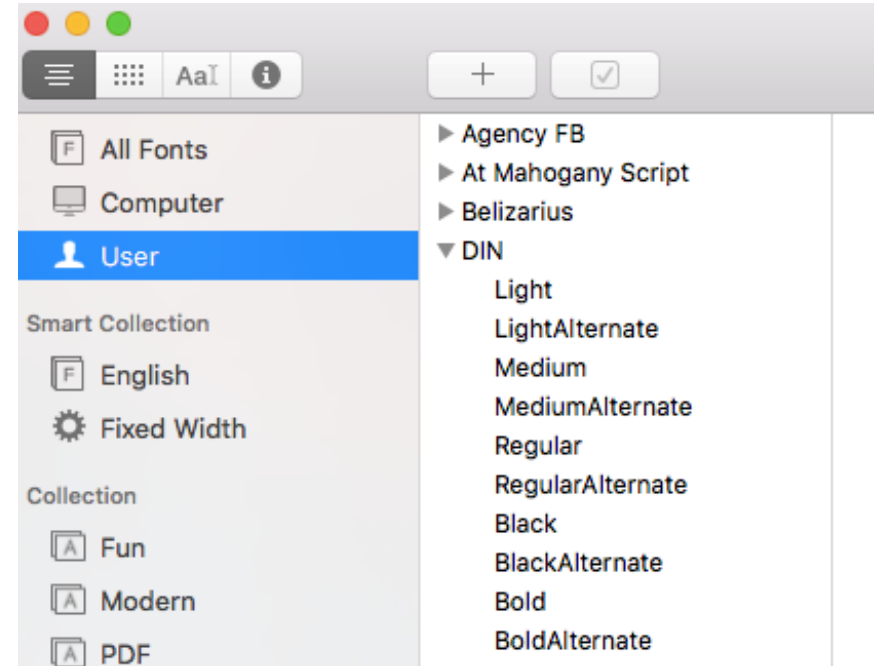 AaI
All Fonts
Computer
User
Smart Collection
English
Fixed Width
Collection
Fun
Modern
PDF
Agency FB
At Mahogany Script
Belizarius
DIN
Light
LightAlternate
Medium
MediumAlternate
Regular
RegularAlternate
Black
BlackAlternate
Bold
BoldAlternate